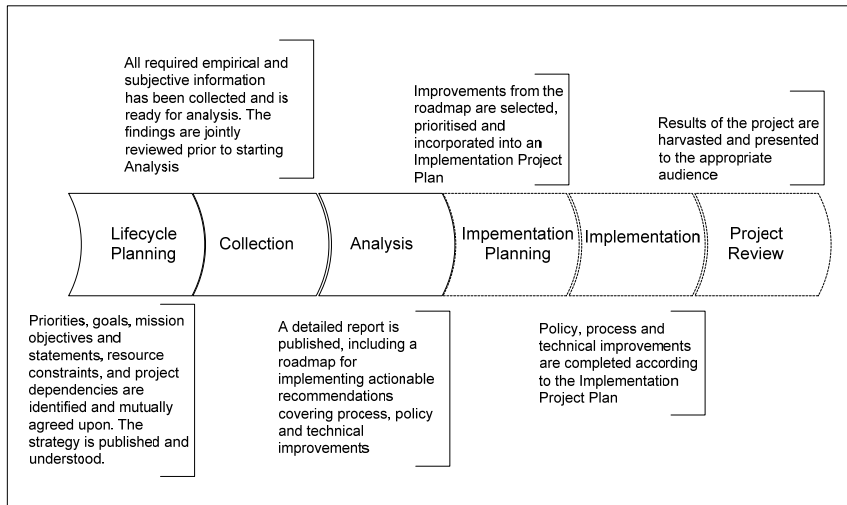 All required empirical and
subjective information
has been collected and is
ready for analysis. The
findings are jointly
reviewed prior to starting
Analysis
Improvements from the
roadmap are selected,
prioritised and
incorporated into an
Implementation Project
Plan
Results of the project are
harvasted and presented
to the appropriate
audience
Lifecycle
Planning
Collection
Analysis
Impementation
Planning
Implementation
Project
Review
Priorities, goals, mission
objectives and
statements, resource
constraints, and project
dependencies are
identified and mutually
agreed upon. The
strategy is published and
understood.
A detailed report is
published, including a
roadmap for
implementing actionable
recommendations
covering process, policy
and technical
improvements
Policy, process and
technical improvements
are completed according
to the Implementation
Project Plan